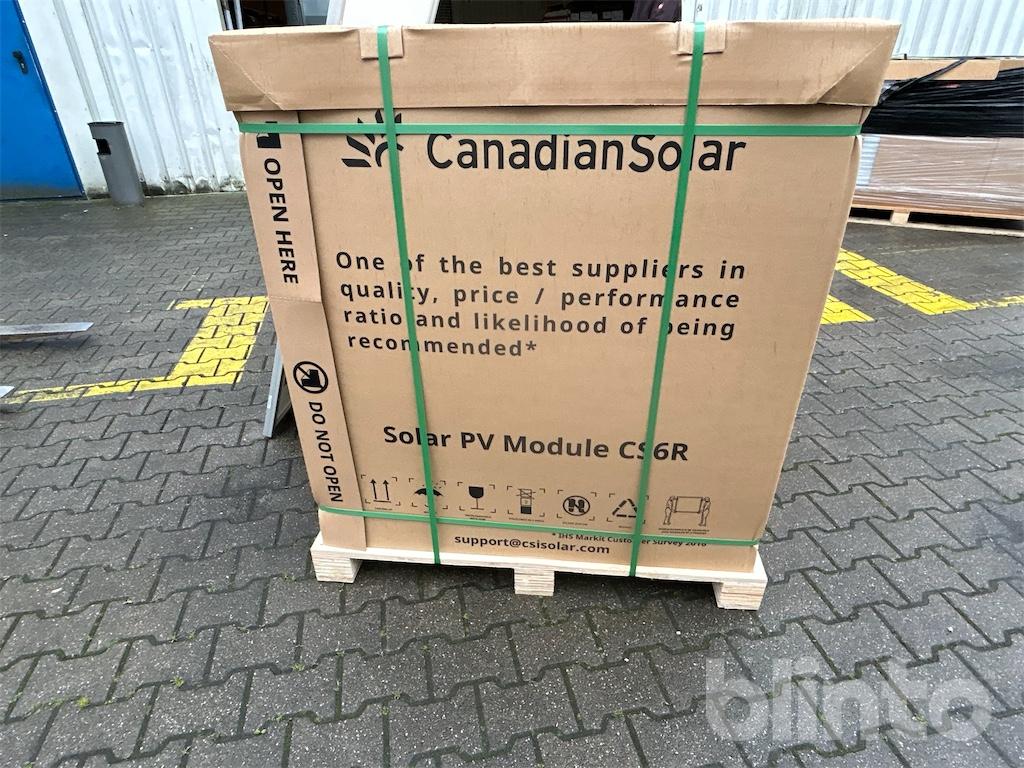 CanadianSolar
OPEN HERE
One of the best suppliers in
quality, price / performance
ratio and likelihood of being
recommended*
DO NOT OPEN
Solar PV Module CS6R
* IHS Markit Customer Survey 2016
support@csisolar.com
blinto